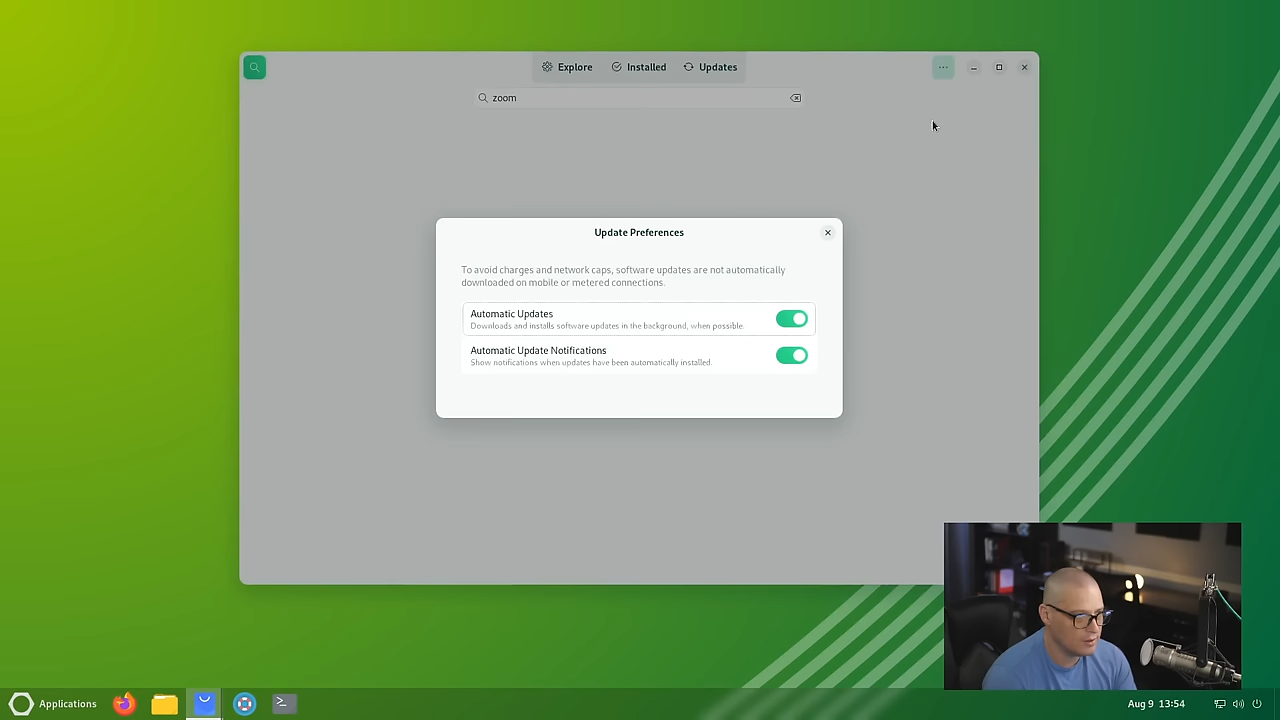 Explore
Installed
Updates
zoom
Update Preferences
To avoid charges and network caps, software updates are not automatically
downloaded on mobile or metered connections.
Automatic Updates
Downloads and installs software updates in the background, when possible.
Automatic Update Notifications
Show notifications when updates have been automatically installed.
Applications
Aug 9 13:54